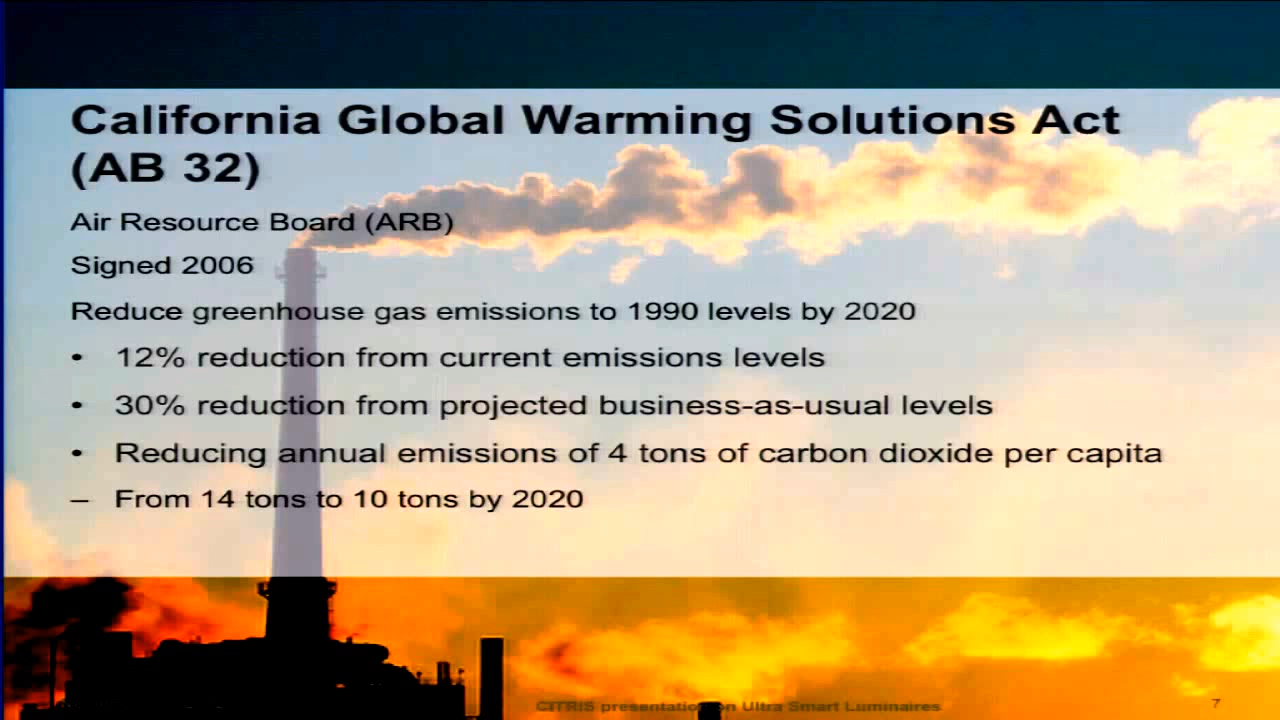 California Global Warming Solutions Act
(AB 32)
Air Resource Board (ARB)
Signed 2006
Reduce greenhouse gas emissions to 1990 levels by 2020
• 12% reduction from current emissions levels
• 30% reduction from projected business-as-usual levels
• Reducing annual emissions of 4 tons of carbon dioxide per capita
– From 14 tons to 10 tons by 2020
CITRIS presentation on Ultra Smart Luminaires
7